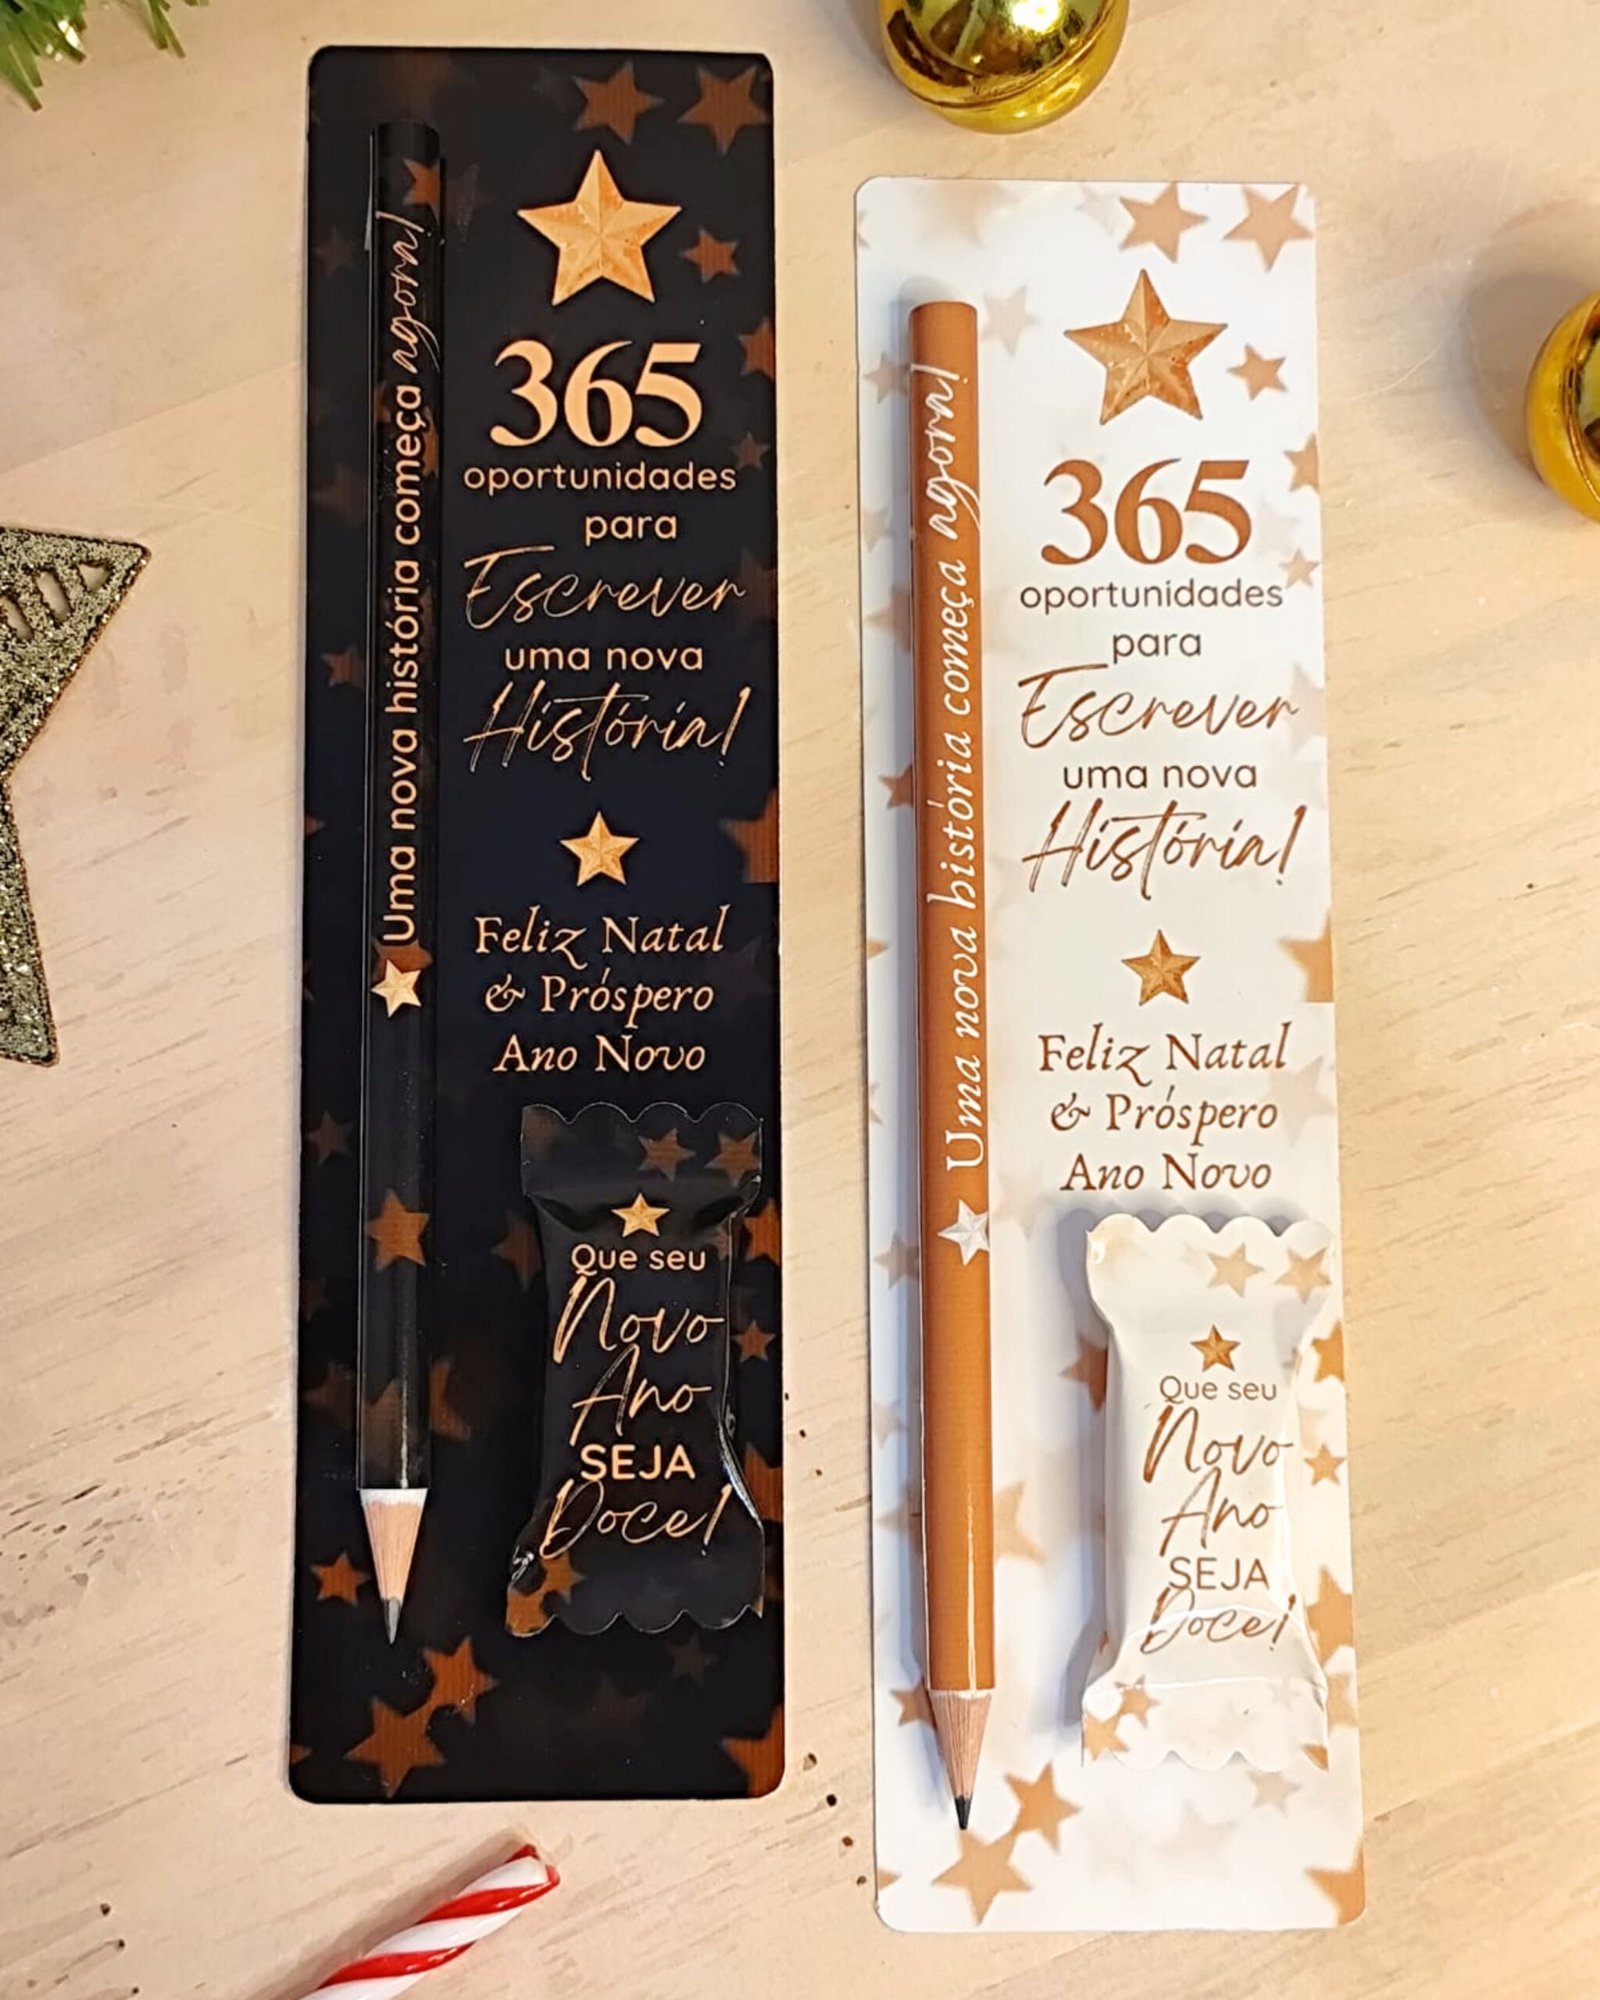 Uma nova história começa agora!
365
oportunidades
para
Escrever
uma nova
História!
Feliz Natal
& Próspero
Ano Novo
Que seu
Novo
Ano
SEJA
Doce!
Uma nova história começa agora!
365
oportunidades
para
Escrever
uma nova
História!
Feliz Natal
& Próspero
Ano Novo
Que seu
Novo
Ano
SEJA
Doce!